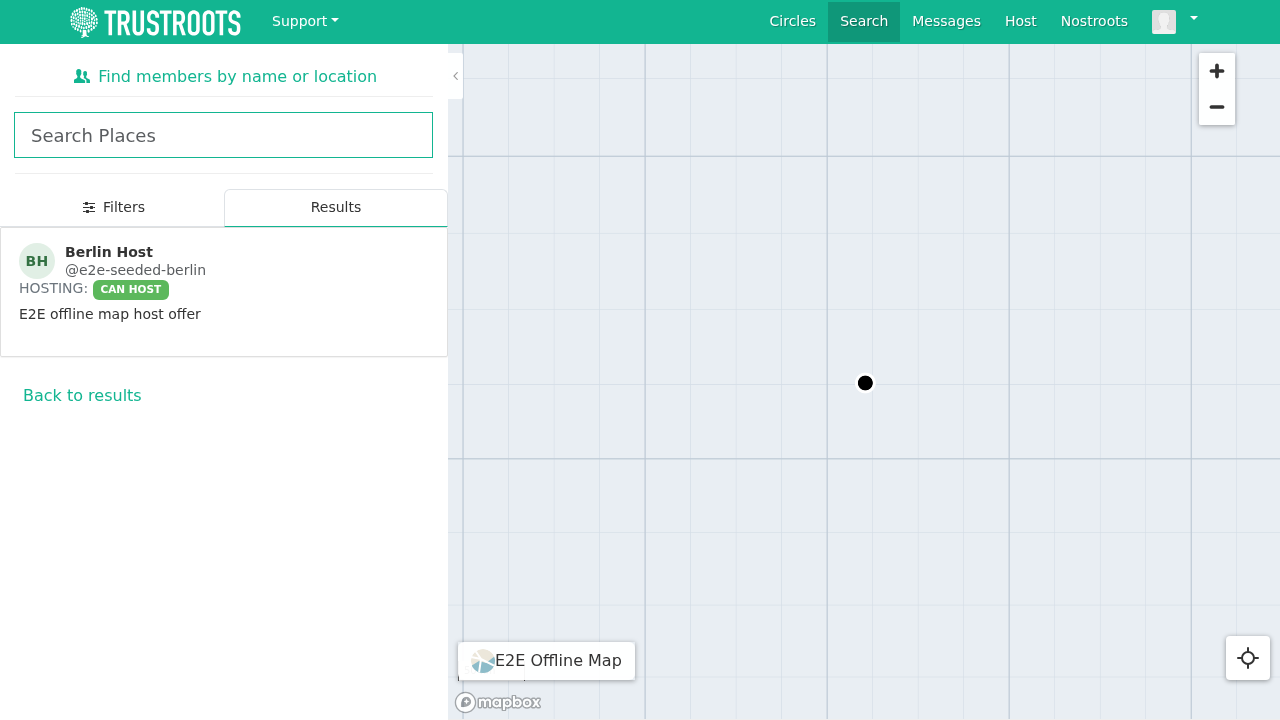 TRUSTROOTS
Support
Circles
Search
Messages
Host
Nostroots
Find members by name or location
Search Places
Filters
Results
BH
Berlin Host
@e2e-seeded-berlin
HOSTING: CAN HOST
E2E offline map host offer
Back to results
E2E Offline Map
mapbox